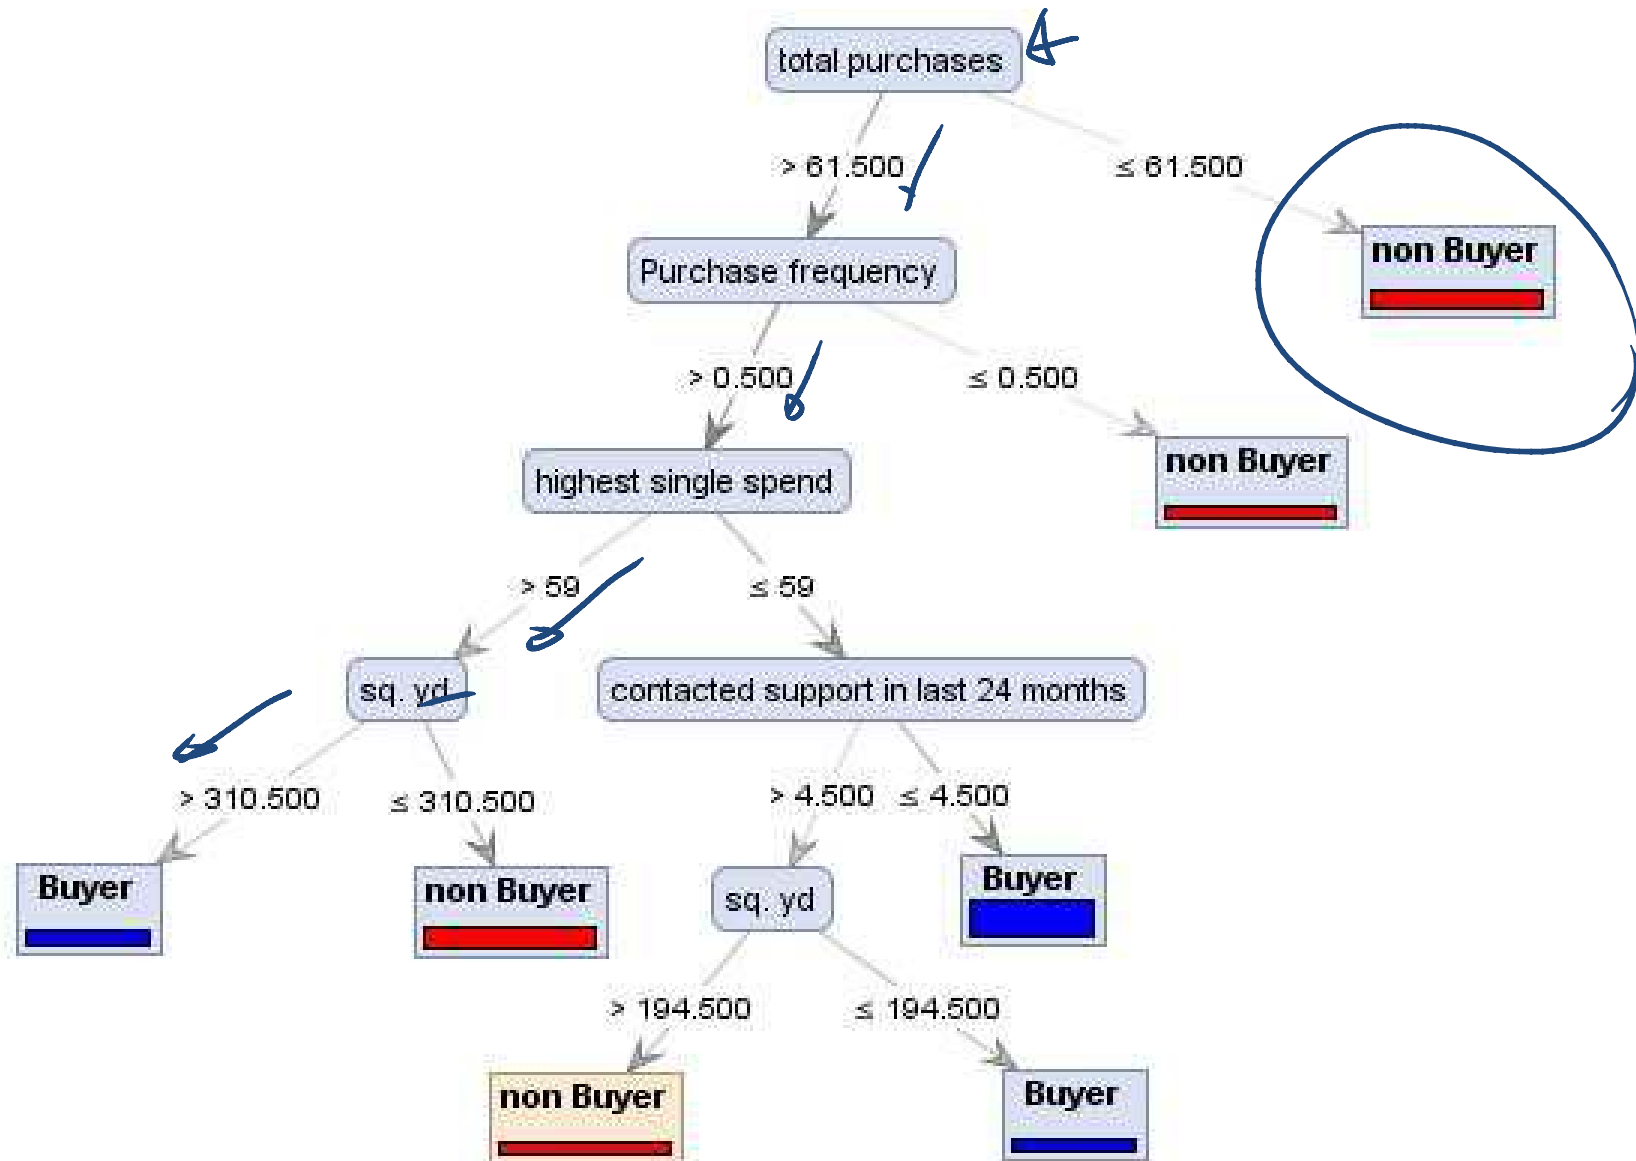 total purchases
> 61.500
≤ 61.500
non Buyer
Purchase frequency
> 0.500
≤ 0.500
non Buyer
highest single spend
> 59
≤ 59
sq. yd
contacted support in last 24 months
> 310.500
≤ 310.500
> 4.500
≤ 4.500
Buyer
non Buyer
sq. yd
Buyer
> 194.500
≤ 194.500
non Buyer
Buyer